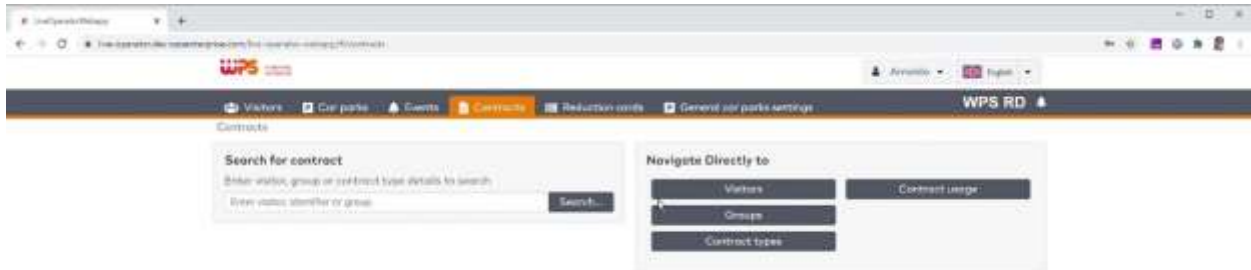 LiveOperatorWebapp
WPS
English
Visitors Car parks Events Contracts Reduction cards General car parks settings WPS RD
Contracts
Search for contract
Enter visitor, group or contract type details to search
Enter visitor identifier or group
Search...
Navigate Directly to
Visitors Contract usage
Groups
Contract types